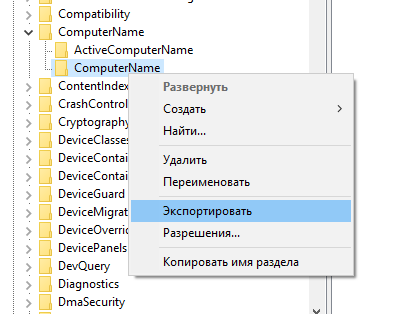 Compatibility
ComputerName
ActiveComputerName
ComputerName
ContentIndex
CrashControl
Cryptography
DeviceClasses
DeviceContai
DeviceContai
DeviceGuard
DeviceMigrat
DeviceOverric
DevicePanels
DevQuery
Diagnostics
DmaSecurity
Развернуть
Создать
Найти...
Удалить
Переименовать
Экспортировать
Разрешения...
Копировать имя раздела